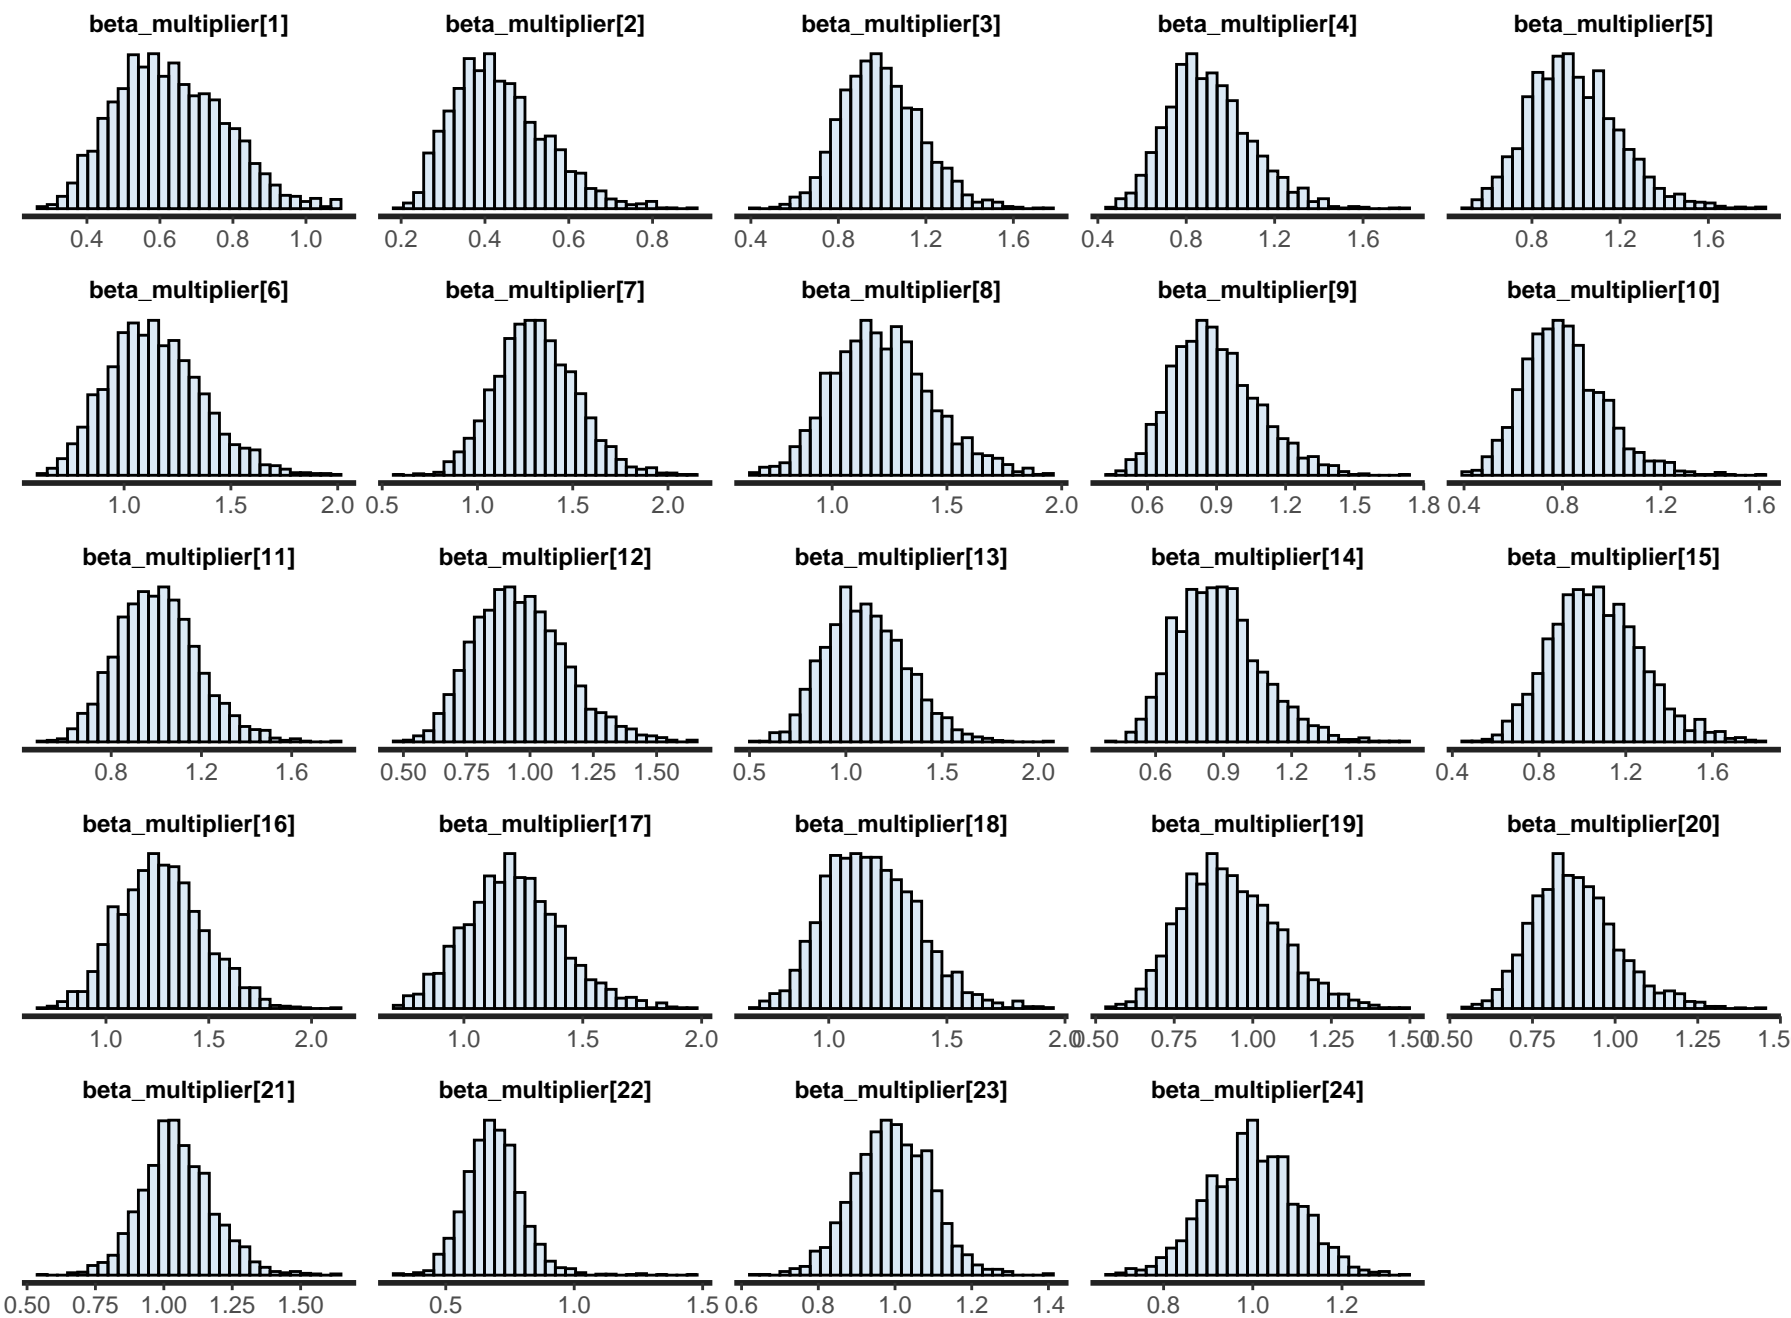 beta_multiplier[1] beta_multiplier[2] beta_multiplier[3] beta_multiplier[4] beta_multiplier[5]
0.4 0.6 0.8 1.0 0.2 0.4 0.6 0.8 0.4 0.8 1.2 1.6 0.4 0.8 1.2 1.6 0.8 1.2 1.6
beta_multiplier[6] beta_multiplier[7] beta_multiplier[8] beta_multiplier[9] beta_multiplier[10]
1.0 1.5 2.0 0.5 1.0 1.5 2.0 1.0 1.5 2.0 0.6 0.9 1.2 1.5 1.8 0.4 0.8 1.2 1.6
beta_multiplier[11] beta_multiplier[12] beta_multiplier[13] beta_multiplier[14] beta_multiplier[15]
0.8 1.2 1.6 0.50 0.75 1.00 1.25 1.50 0.5 1.0 1.5 2.0 0.6 0.9 1.2 1.5 0.4 0.8 1.2 1.6
beta_multiplier[16] beta_multiplier[17] beta_multiplier[18] beta_multiplier[19] beta_multiplier[20]
1.0 1.5 2.0 1.0 1.5 2.0 1.0 1.5 2.0 0.50 0.75 1.00 1.25 1.50 0.50 0.75 1.00 1.25 1.5
beta_multiplier[21] beta_multiplier[22] beta_multiplier[23] beta_multiplier[24]
0.50 0.75 1.00 1.25 1.50 0.5 1.0 1.5 0.6 0.8 1.0 1.2 1.4 0.8 1.0 1.2